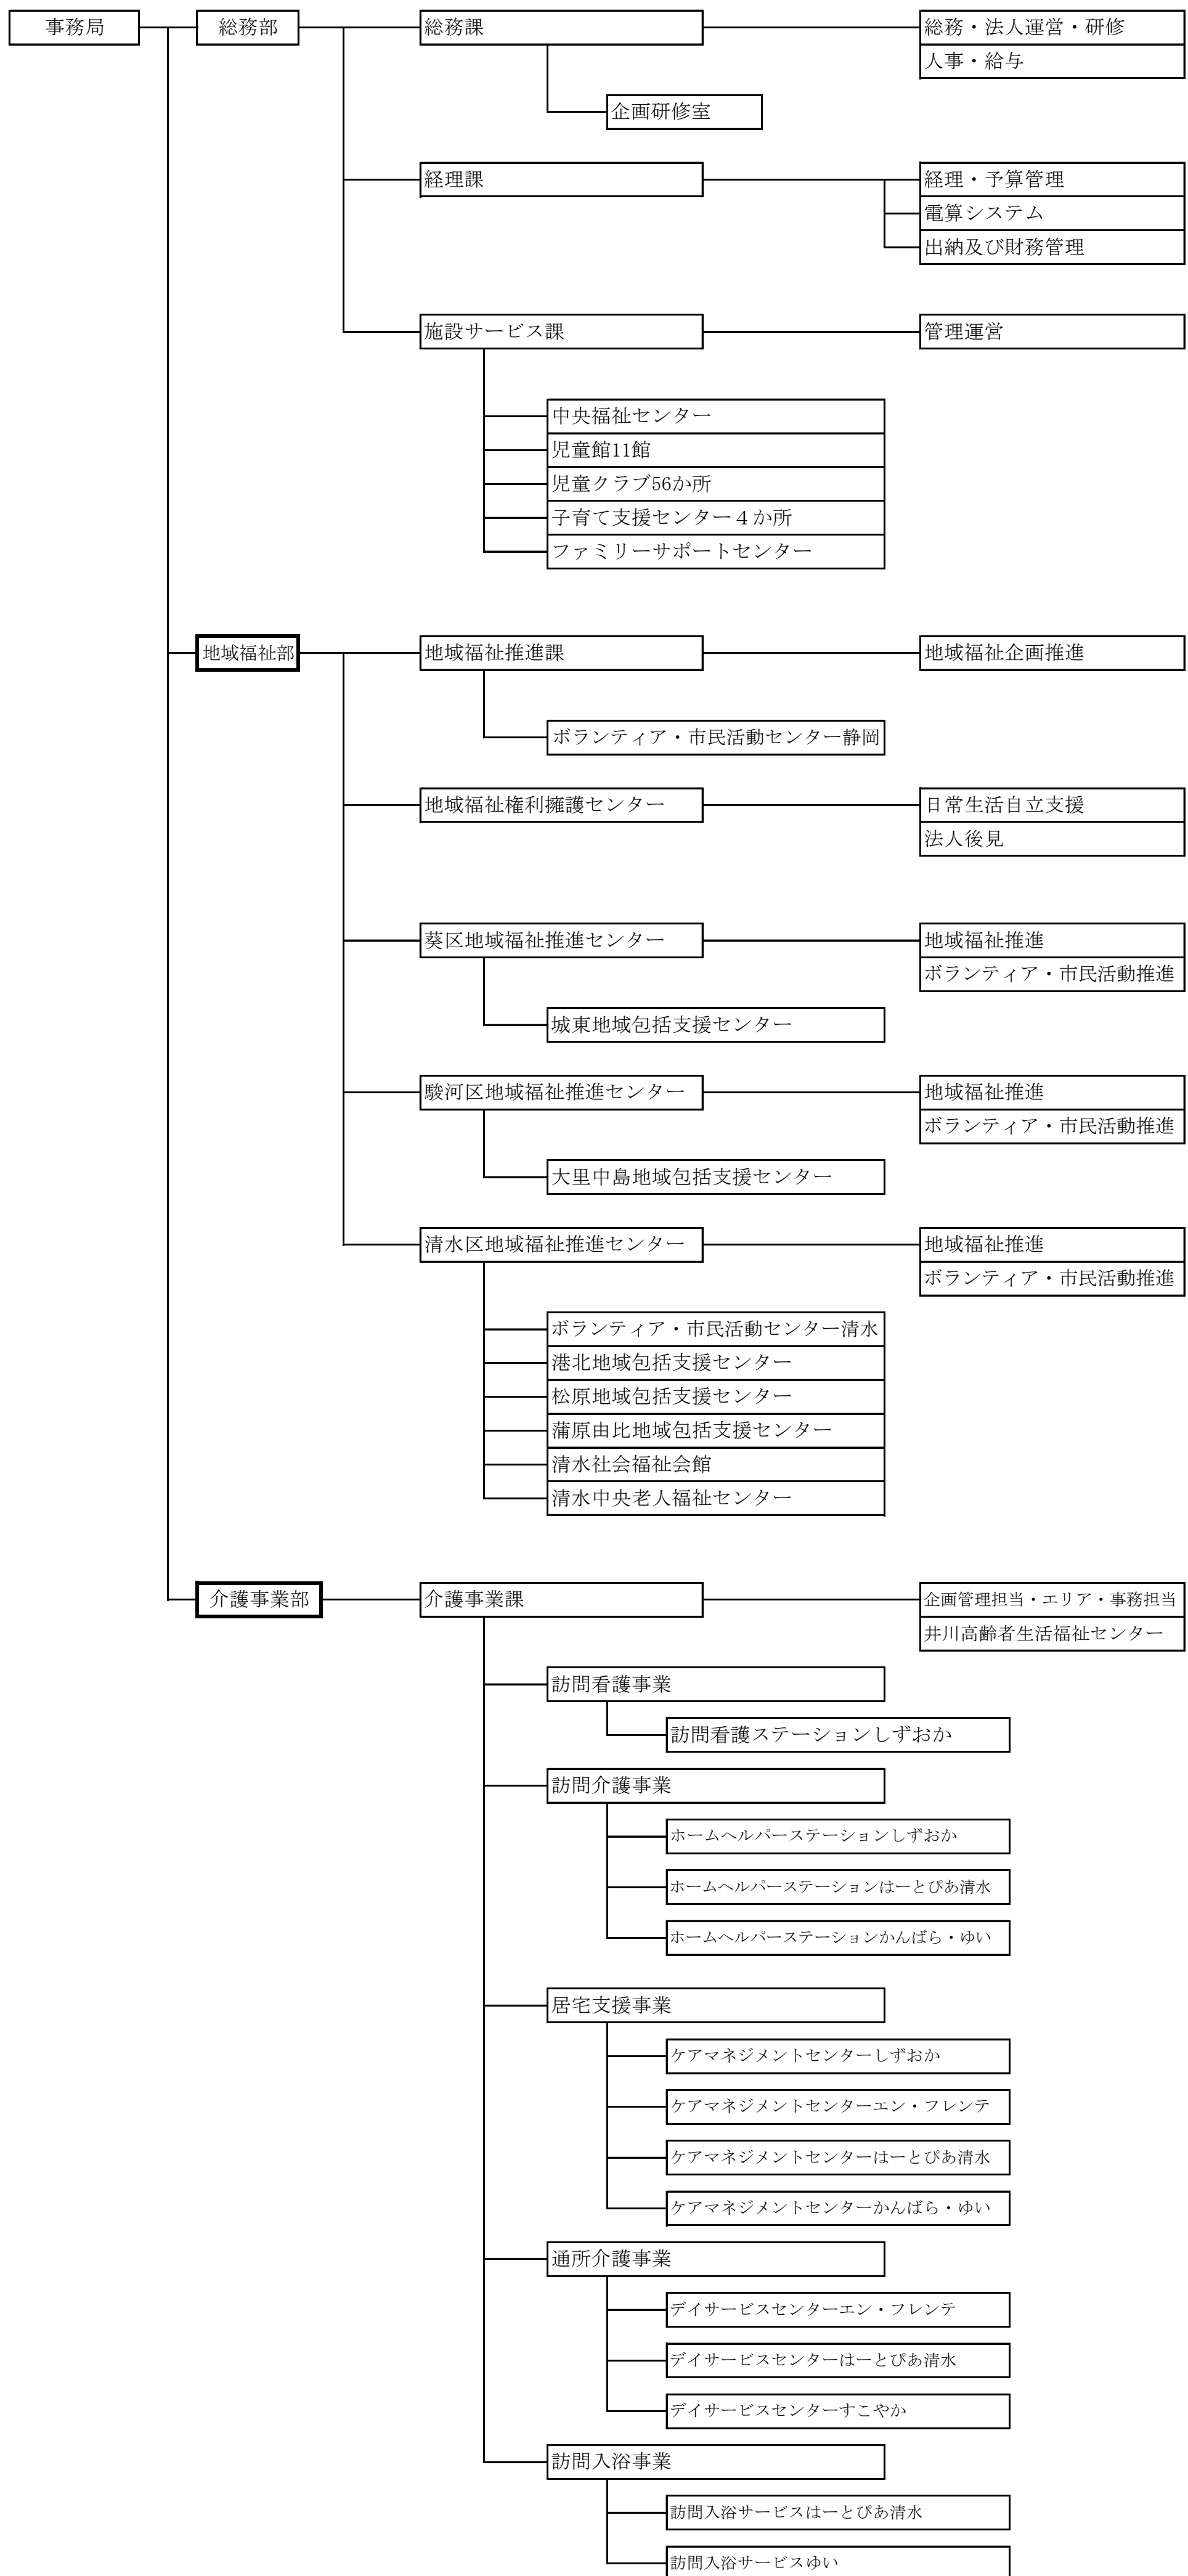 事務局
総務部
総務課
総務・法人運営・研修
人事・給与
企画研修室
経理課
経理・予算管理
電算システム
出納及び財務管理
施設サービス課
管理運営
中央福祉センター
児童館11館
児童クラブ56か所
子育て支援センター４か所
ファミリーサポートセンター
地域福祉部
地域福祉推進課
地域福祉企画推進
ボランティア・市民活動センター静岡
地域福祉権利擁護センター
日常生活自立支援
法人後見
葵区地域福祉推進センター
地域福祉推進
ボランティア・市民活動推進
城東地域包括支援センター
駿河区地域福祉推進センター
地域福祉推進
ボランティア・市民活動推進
大里中島地域包括支援センター
清水区地域福祉推進センター
地域福祉推進
ボランティア・市民活動推進
ボランティア・市民活動センター清水
港北地域包括支援センター
松原地域包括支援センター
蒲原由比地域包括支援センター
清水社会福祉会館
清水中央老人福祉センター
介護事業部
介護事業課
企画管理担当・エリア・事務担当
井川高齢者生活福祉センター
訪問看護事業
訪問看護ステーションしずおか
訪問介護事業
ホームヘルパーステーションしずおか
ホームヘルパーステーションはーとぴあ清水
ホームヘルパーステーションかんばら・ゆい
居宅支援事業
ケアマネジメントセンターしずおか
ケアマネジメントセンターエン・フレンテ
ケアマネジメントセンターはーとぴあ清水
ケアマネジメントセンターかんばら・ゆい
通所介護事業
デイサービスセンターエン・フレンテ
デイサービスセンターはーとぴあ清水
デイサービスセンターすこやか
訪問入浴事業
訪問入浴サービスはーとぴあ清水
訪問入浴サービスゆい